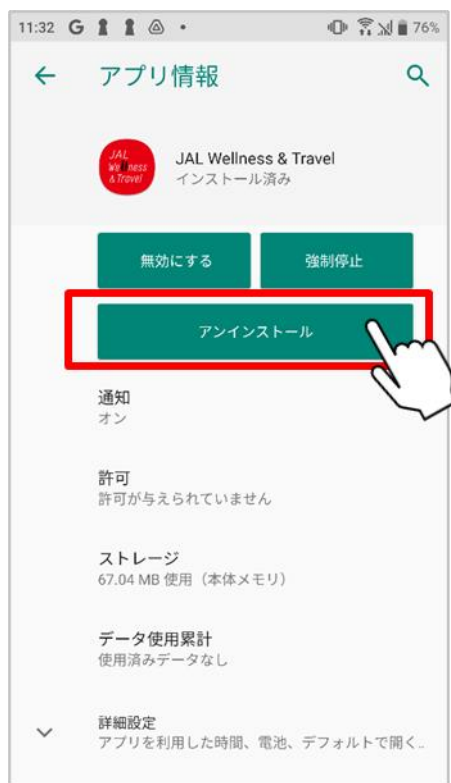 11:32 G
76%
アプリ情報
JAL
Wellness
& Travel
JAL Wellness & Travel
インストール済み
無効にする
強制停止
アンインストール
通知
オン
許可
許可が与えられていません
ストレージ
67.04 MB 使用（本体メモリ）
データ使用累計
使用済みデータなし
詳細設定
アプリを利用した時間、電池、デフォルトで開く..